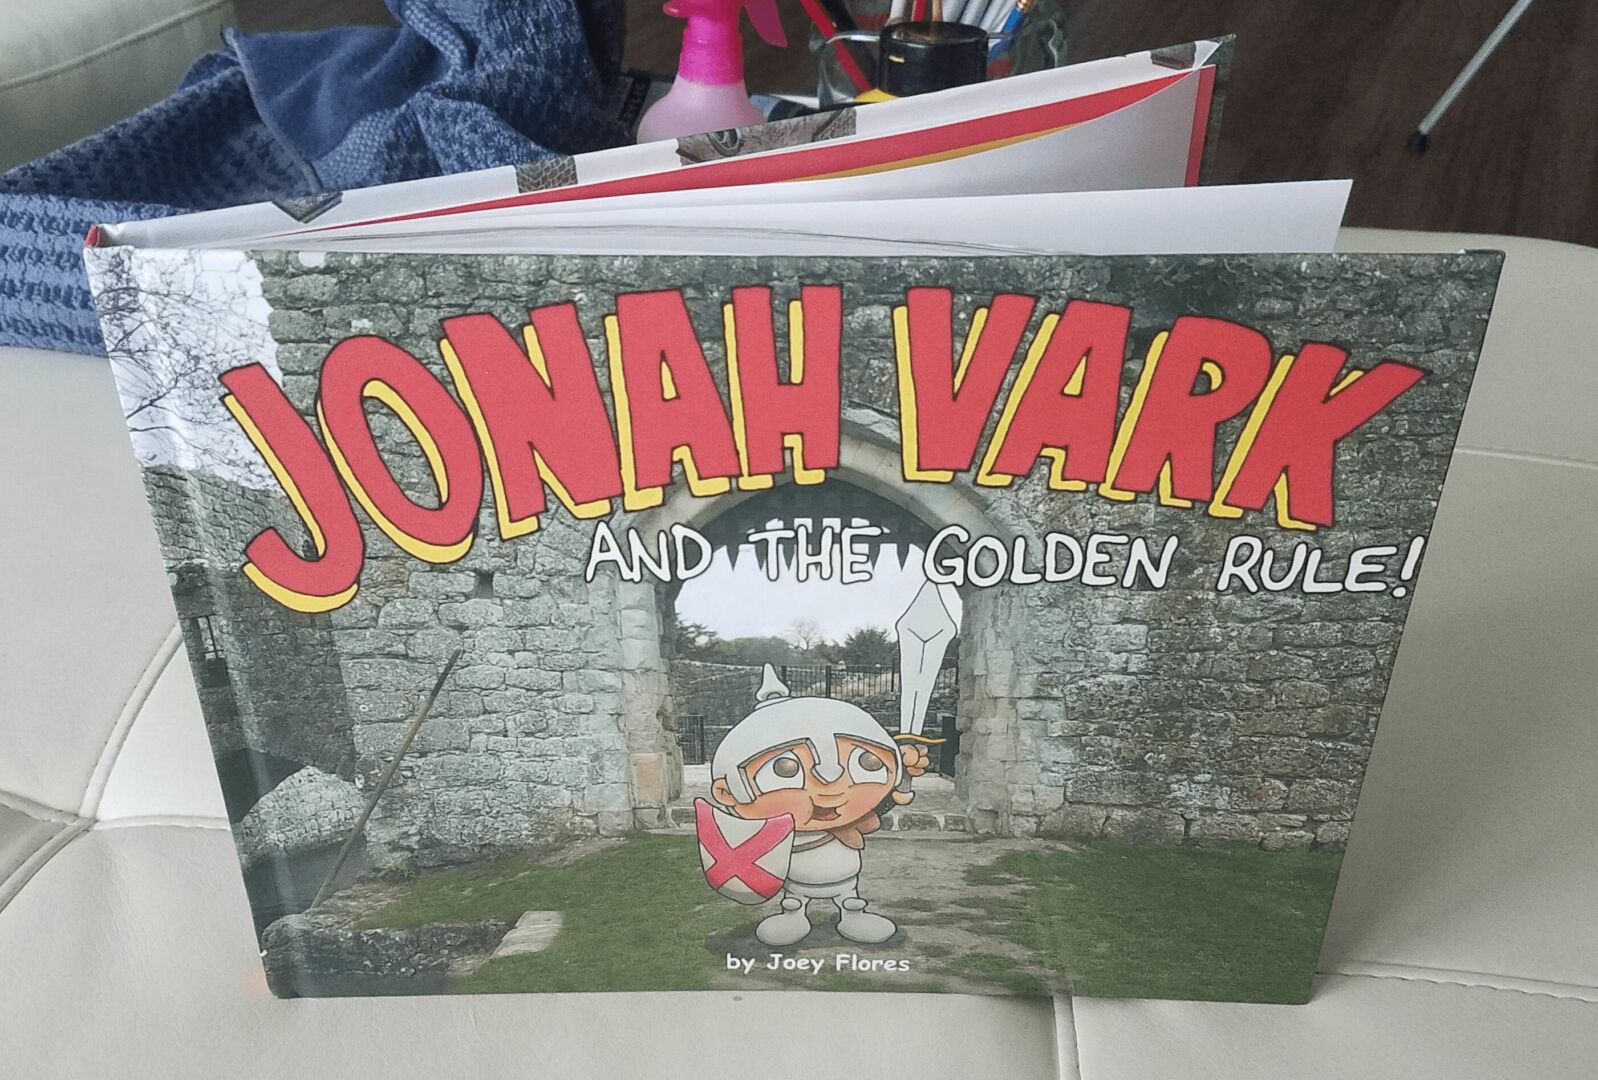 JONAH VARK
AND THE GOLDEN RULE!
by Joey Flores